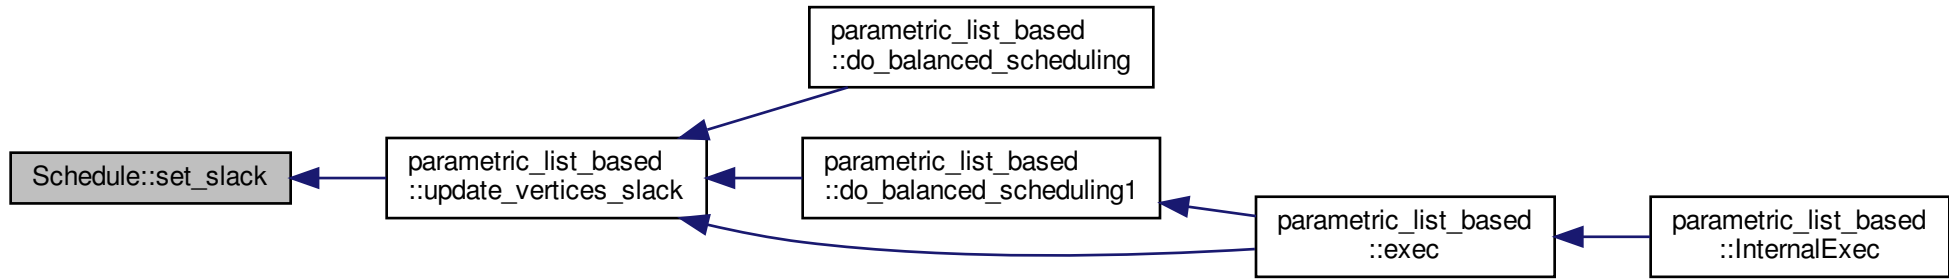 parametric_list_based
::do_balanced_scheduling
Schedule::set_slack
parametric_list_based
::update_vertices_slack
parametric_list_based
::do_balanced_scheduling1
parametric_list_based
::exec
parametric_list_based
::InternalExec